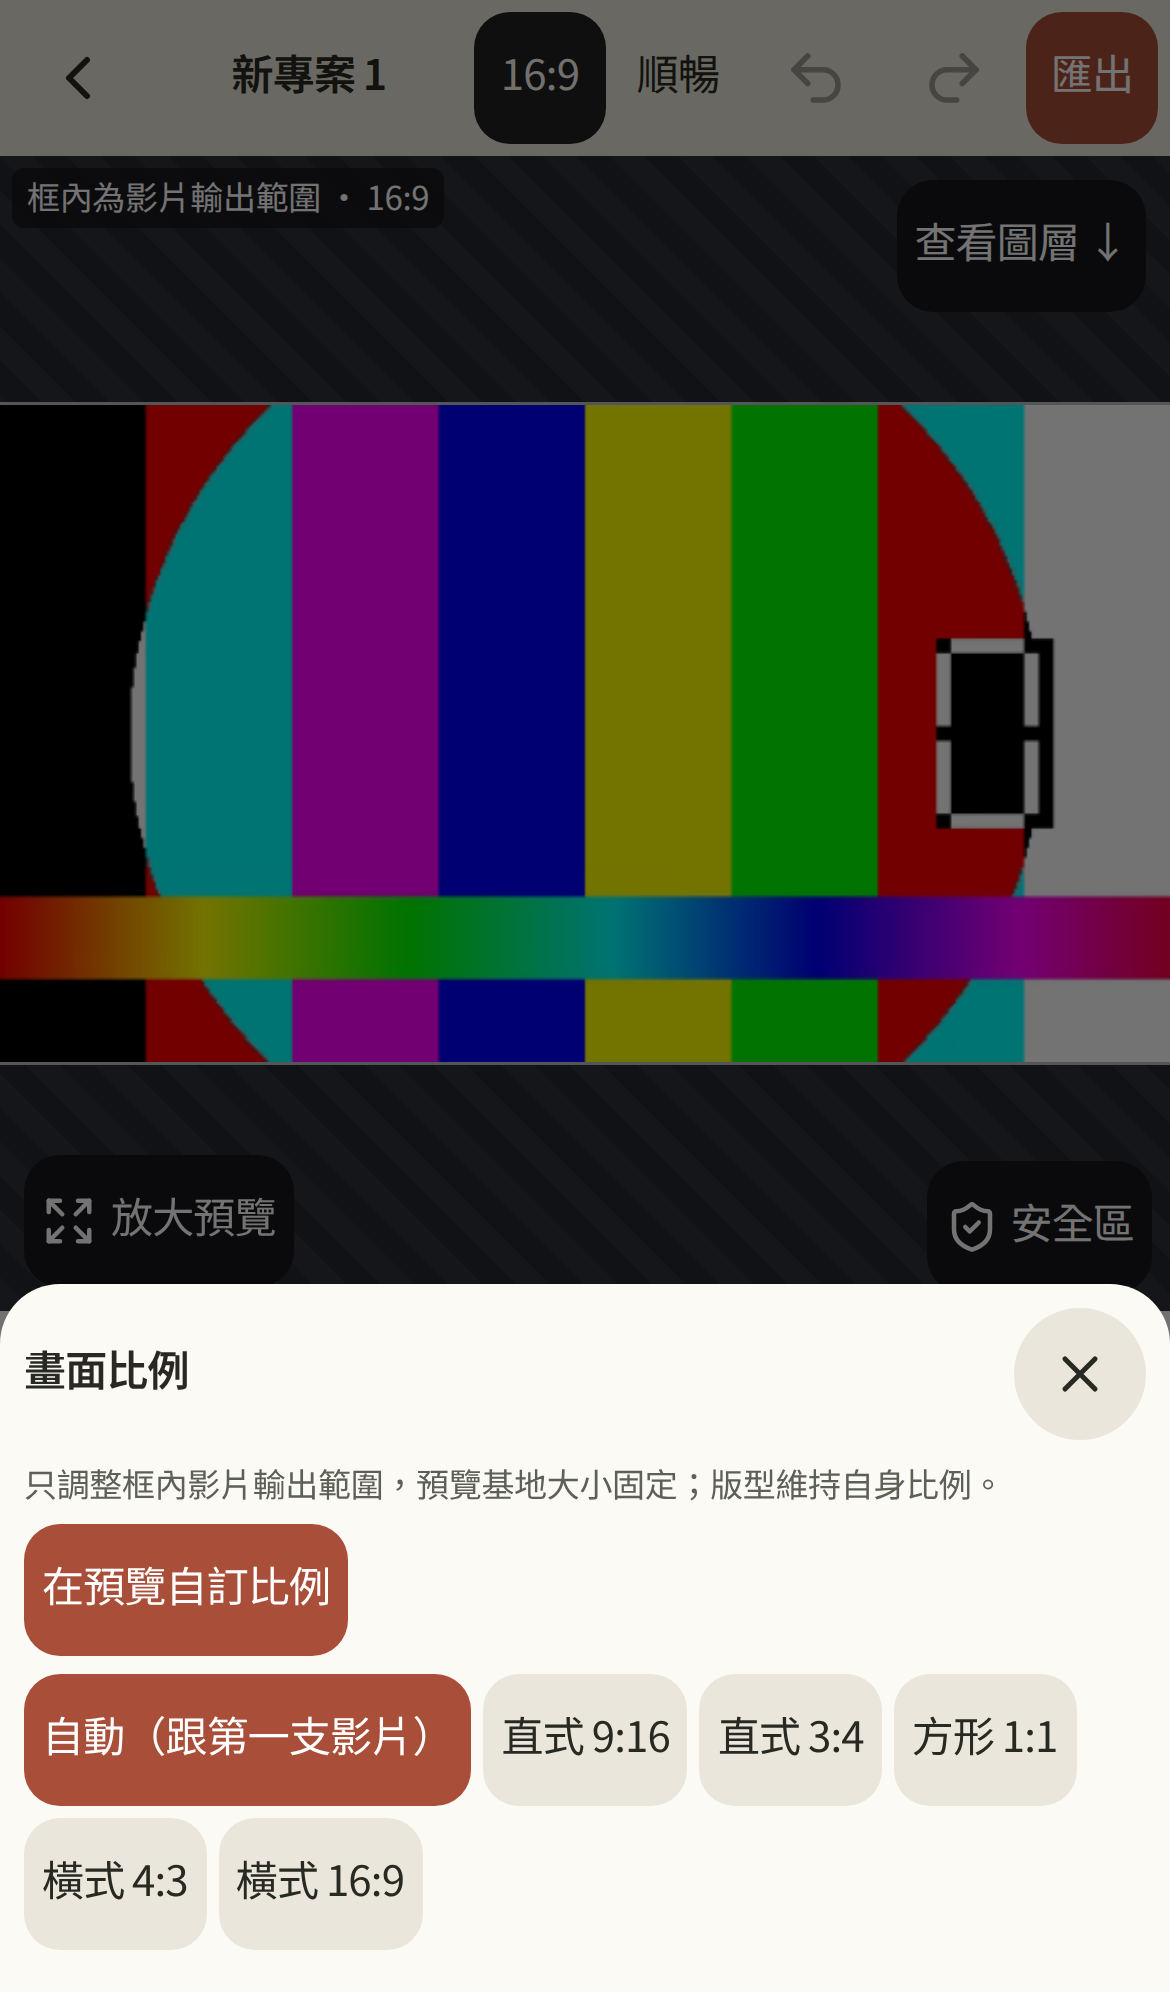 新專案 1
16:9
順暢
匯出
框內為影片輸出範圍 · 16:9
查看圖層 ↓
放大預覽
安全區
畫面比例
只調整框內影片輸出範圍，預覽基地大小固定；版型維持自身比例。
在預覽自訂比例
自動（跟第一支影片）
直式 9:16
直式 3:4
方形 1:1
橫式 4:3
橫式 16:9